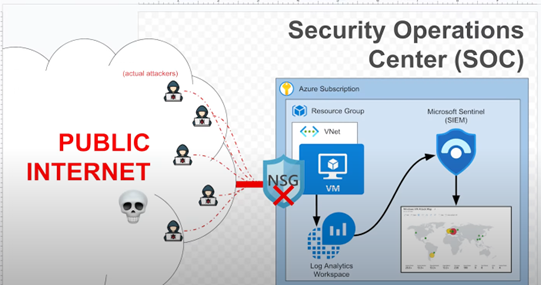 Security Operations
Center (SOC)
(actual attackers)
PUBLIC
INTERNET
NSG
Azure Subscription
Resource Group
VNet
VM
Microsoft Sentinel
(SIEM)
Log Analytics
Workspace